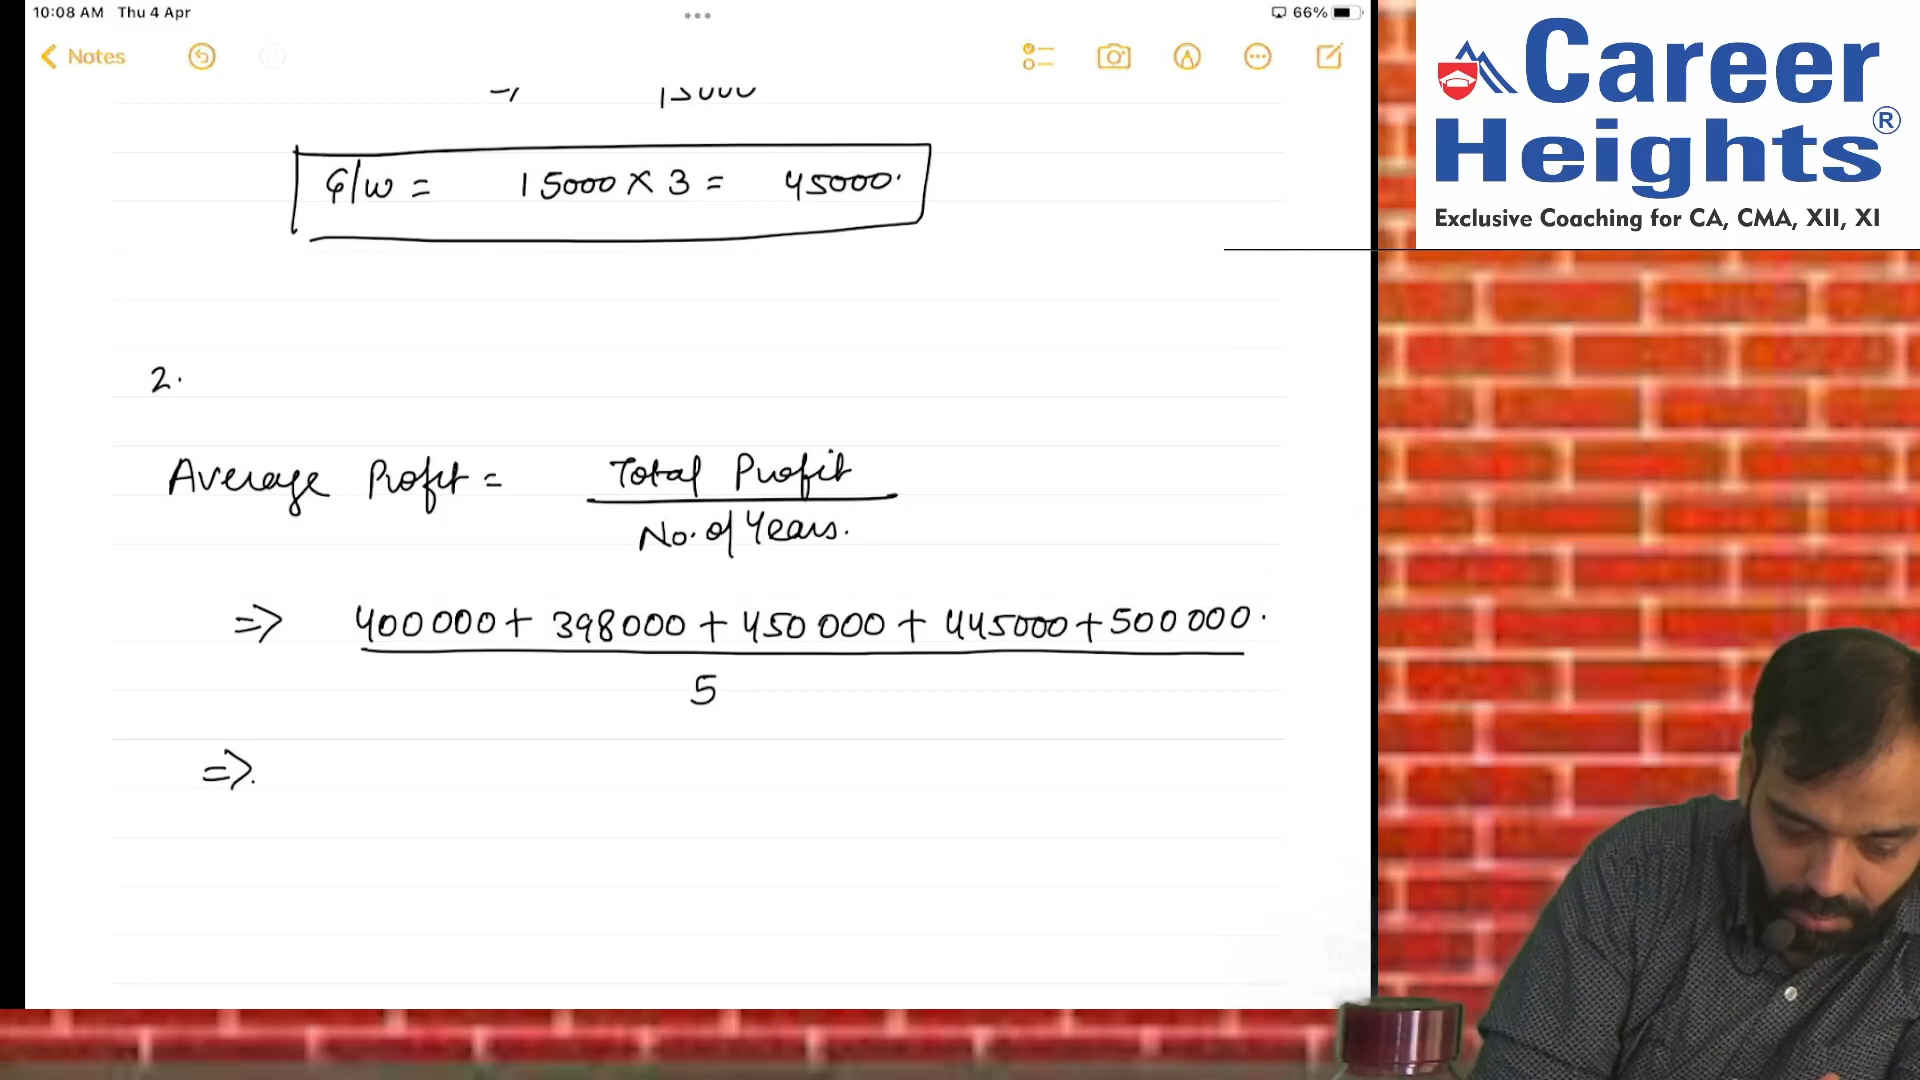 10:08 AM Thu 4 Apr
66%
Notes
15000
G/w = 15000 × 3 = 45000.
2.
Average Profit = Total Profit
No. of Years.
=> 400000 + 398000 + 450000 + 445000 + 500000.
5
=>.
Career
Heights®
Exclusive Coaching for CA, CMA, XII, XI